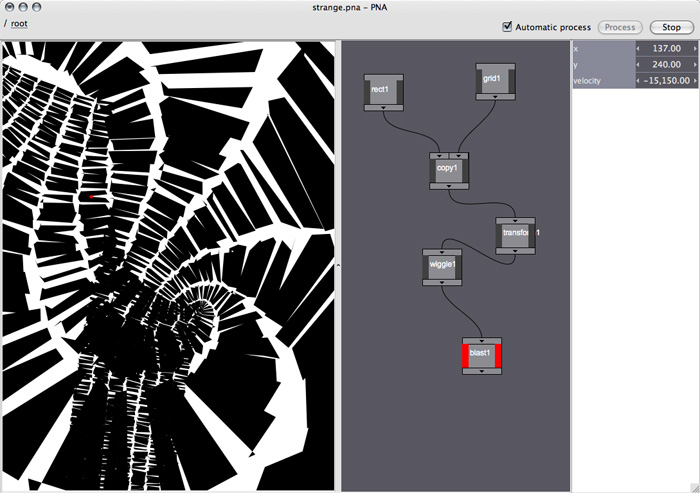 strange.pna – PNA
/ root
Automatic process
Process
Stop
x 137.00
y 240.00
velocity −15,150.00
rect1
grid1
copy1
transform1
wiggle1
blast1